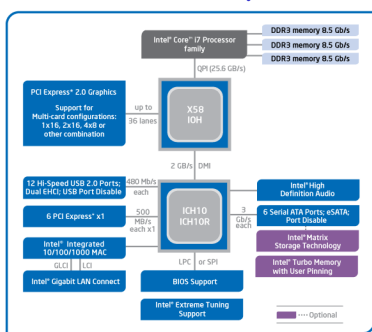 Intel® Core™ i7 Processor
family
DDR3 memory 8.5 Gb/s
DDR3 memory 8.5 Gb/s
DDR3 memory 8.5 Gb/s
QPI (25.6 GB/s)
PCI Express® 2.0 Graphics
Support for
Multi-card configurations:
1x16, 2x16, 4x8 or
other combination
up to
36 lanes
X58
IOH
2 GB/s
DMI
12 Hi-Speed USB 2.0 Ports;
Dual EHCI; USB Port Disable
480 Mb/s
each
6 PCI Express® x1
500
MB/s
each x1
Intel® Integrated
10/100/1000 MAC
GLCI
LCI
Intel® Gigabit LAN Connect
ICH10
ICH10R
Intel® High
Definition Audio
3
Gb/s
each
6 Serial ATA Ports; eSATA;
Port Disable
Intel® Matrix
Storage Technology
Intel® Turbo Memory
with User Pinning
LPC
or SPI
BIOS Support
Intel® Extreme Tuning
Support
Optional